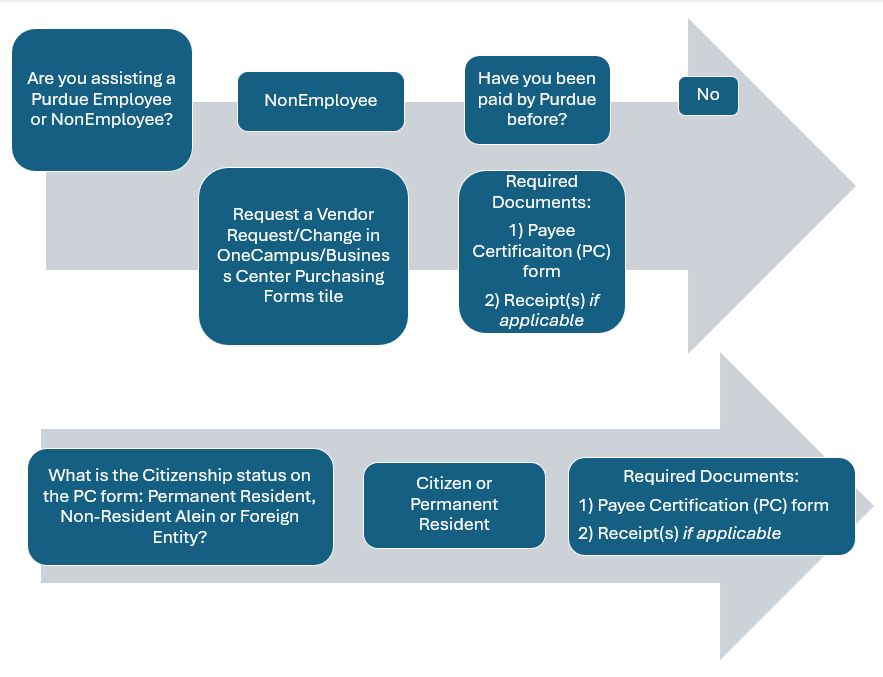 Are you assisting a
Purdue Employee
or NonEmployee?
NonEmployee
Have you been
paid by Purdue
before?
No
Request a Vendor
Request/Change in
OneCampus/Busines
s Center Purchasing
Forms tile
Required
Documents:
1) Payee
Certificaiton (PC)
form
2) Receipt(s) if
applicable
What is the Citizenship status on
the PC form: Permanent Resident,
Non-Resident Alein or Foreign
Entity?
Citizen or
Permanent
Resident
Required Documents:
1) Payee Certification (PC) form
2) Receipt(s) if applicable